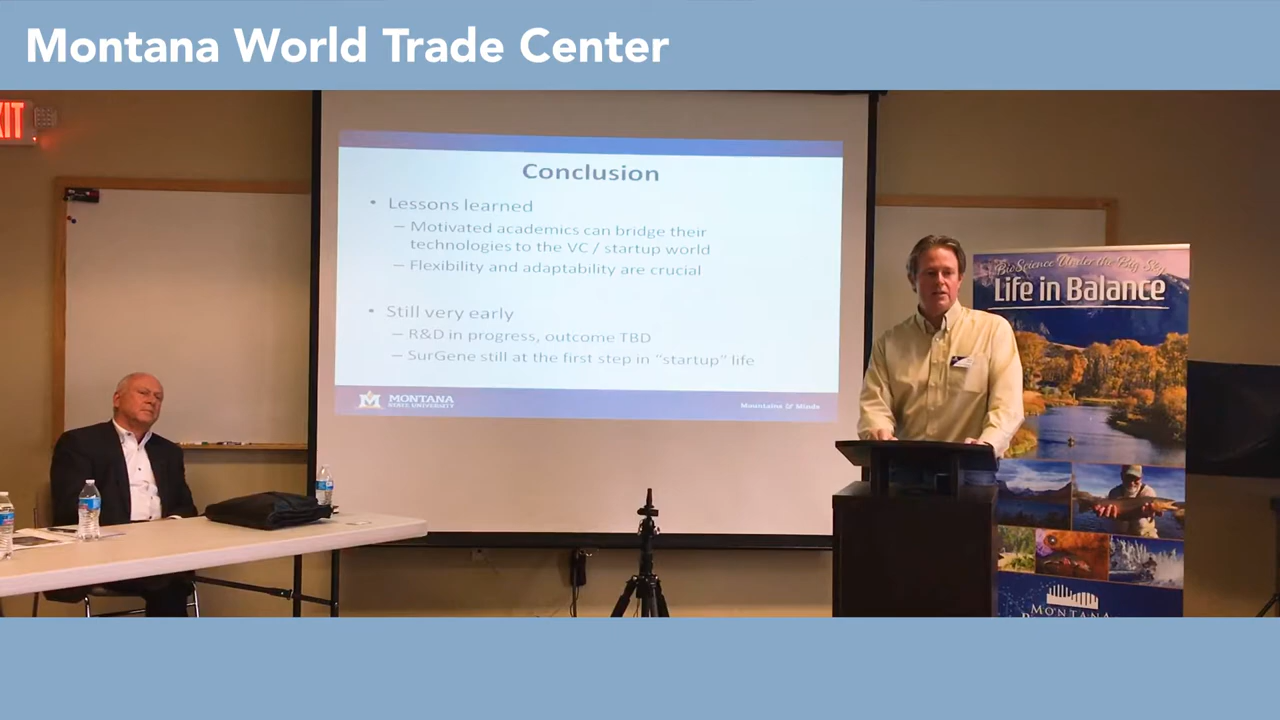 Montana World Trade Center
XIT
Conclusion
• Lessons learned
– Motivated academics can bridge their
technologies to the VC / startup world
– Flexibility and adaptability are crucial
• Still very early
– R&D in progress, outcome TBD
– SurGene still at the first step in "startup" life
M MONTANA
STATE UNIVERSITY
Mountains & Minds
BioScience Under the Big Sky
Life in Balance
MONTANA